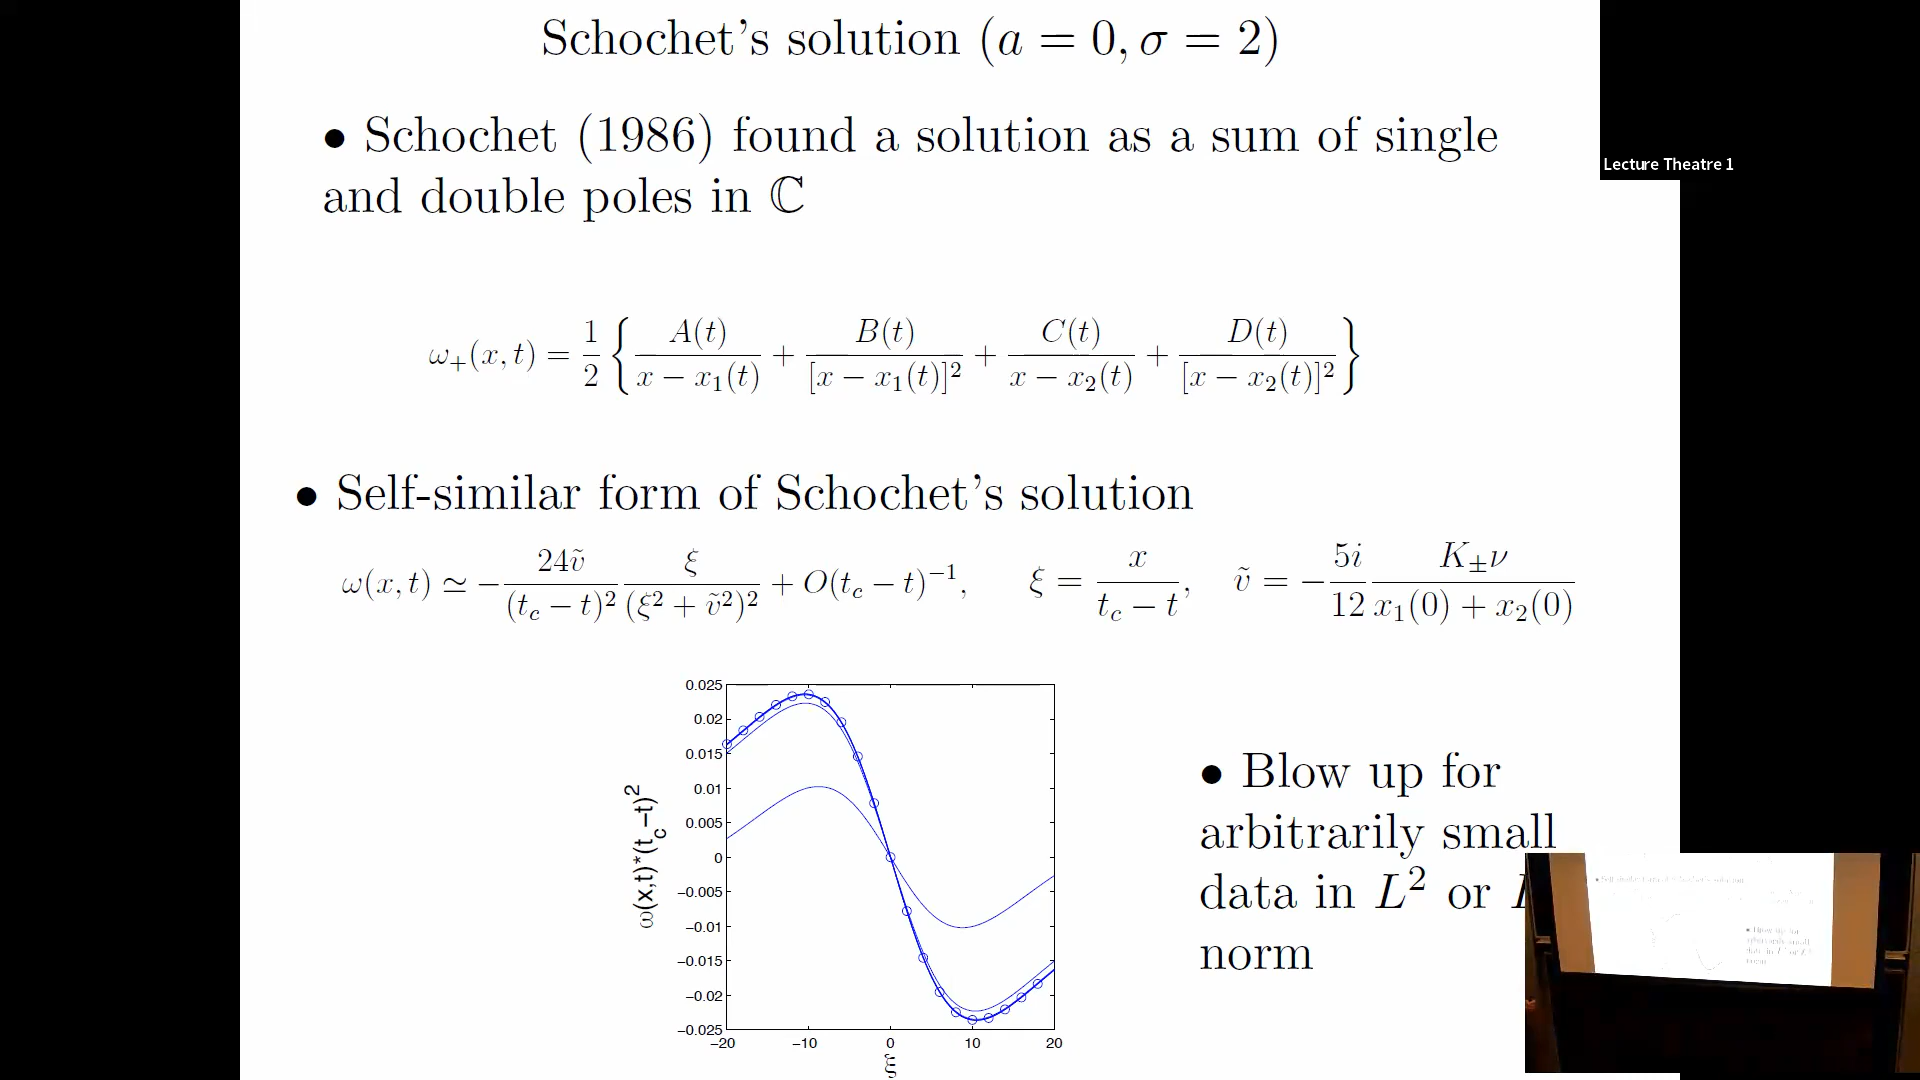 Schochet's solution (a = 0, σ = 2)
Lecture Theatre 1
• Schochet (1986) found a solution as a sum of single
and double poles in ℂ
ω₊(x, t) = 1/2 { A(t)/(x − x₁(t)) + B(t)/[x − x₁(t)]² + C(t)/(x − x₂(t)) + D(t)/[x − x₂(t)]² }
• Self-similar form of Schochet's solution
ω(x, t) ≃ − 24ṽ/(t_c − t)² ξ/(ξ² + ṽ²)² + O(t_c − t)⁻¹, ξ = x/(t_c − t), ṽ = − 5i/12 K±ν/(x₁(0) + x₂(0))
ω(x,t)*(t_c−t)²
0.025
0.02
0.015
0.01
0.005
0
−0.005
−0.01
−0.015
−0.02
−0.025
−20 −10 0 10 20
ξ
• Blow up for
arbitrarily small
data in L² or
norm